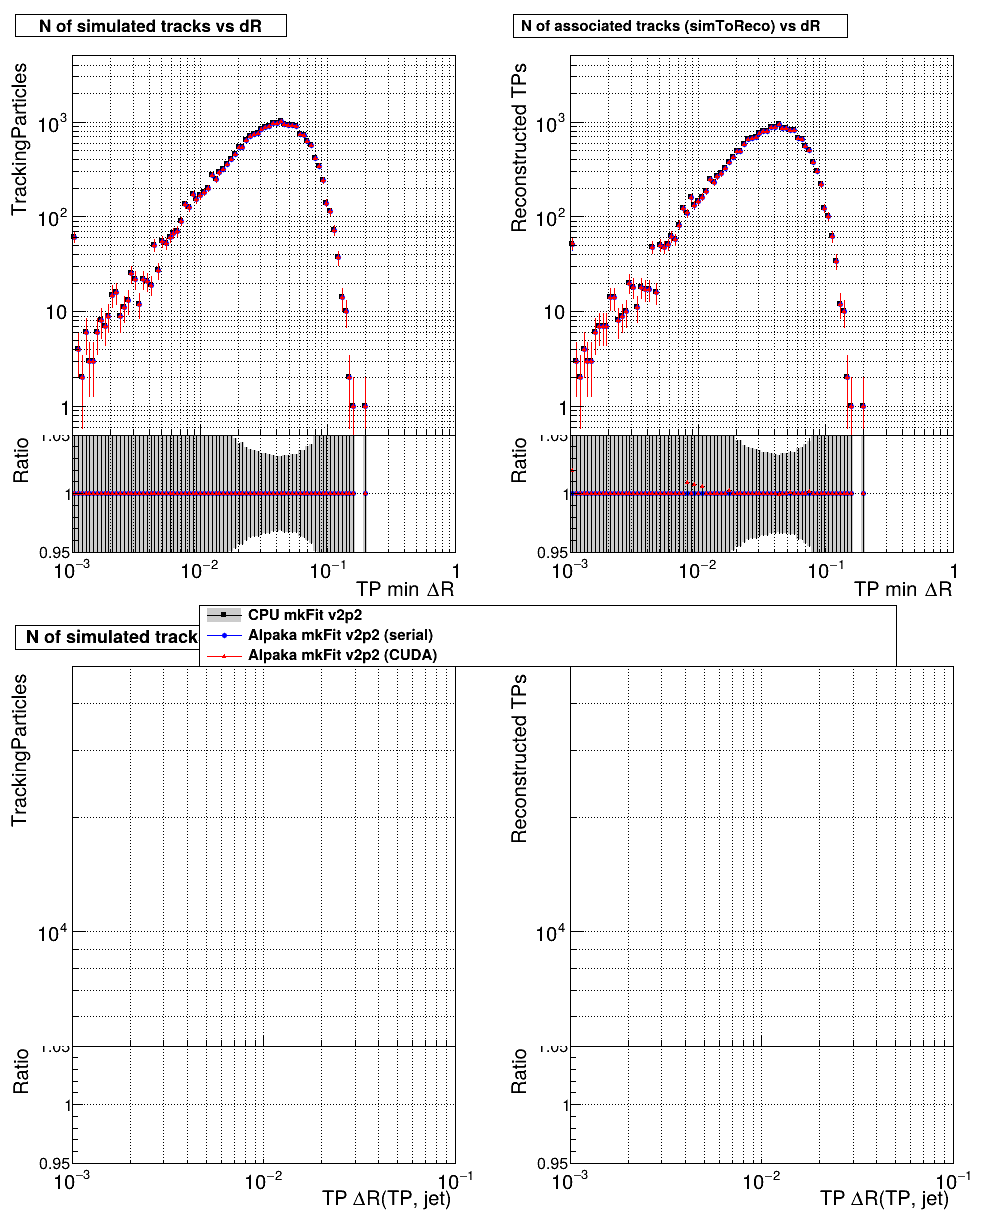 N of simulated tracks vs dR
N of associated tracks (simToReco) vs dR
TrackingParticles
10³
10²
10
1
Ratio
1.05
1
0.95
10⁻³
10⁻²
10⁻¹
1
TP min ΔR
Reconstructed TPs
10³
10²
10
1
Ratio
1.05
1
0.95
10⁻³
10⁻²
10⁻¹
1
TP min ΔR
CPU mkFit v2p2
Alpaka mkFit v2p2 (serial)
Alpaka mkFit v2p2 (CUDA)
N of simulated track
TrackingParticles
10⁴
Ratio
1.05
1
0.95
10⁻³
10⁻²
10⁻¹
TP ΔR(TP, jet)
Reconstructed TPs
10⁴
Ratio
1.05
1
0.95
10⁻³
10⁻²
10⁻¹
TP ΔR(TP, jet)